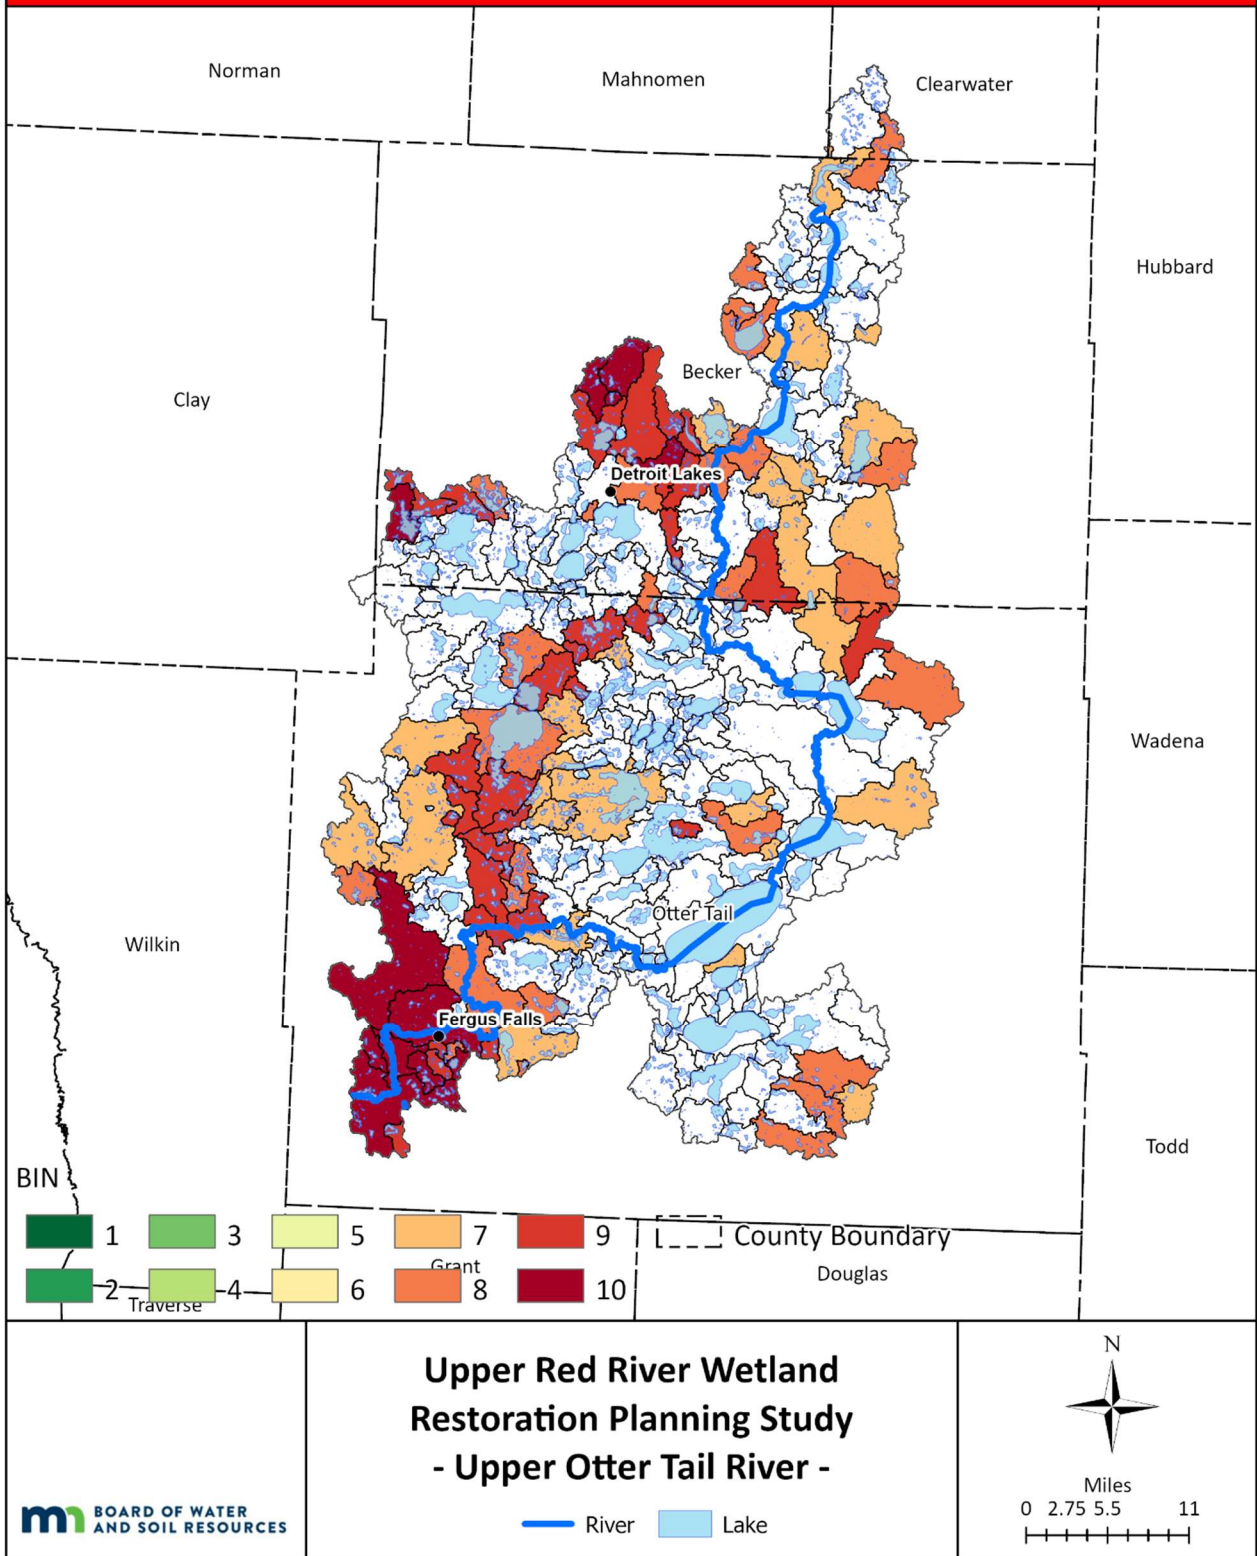 Norman
Mahnomen
Clearwater
Hubbard
Becker
Clay
Detroit Lakes
Wadena
Otter Tail
Wilkin
Fergus Falls
Todd
BIN
1 3 5 7 9 County Boundary
Grant
2 4 6 8 10
Douglas
Traverse
Upper Red River Wetland
Restoration Planning Study
- Upper Otter Tail River -
River Lake
N
Miles
0 2.75 5.5 11
mn BOARD OF WATER
AND SOIL RESOURCES